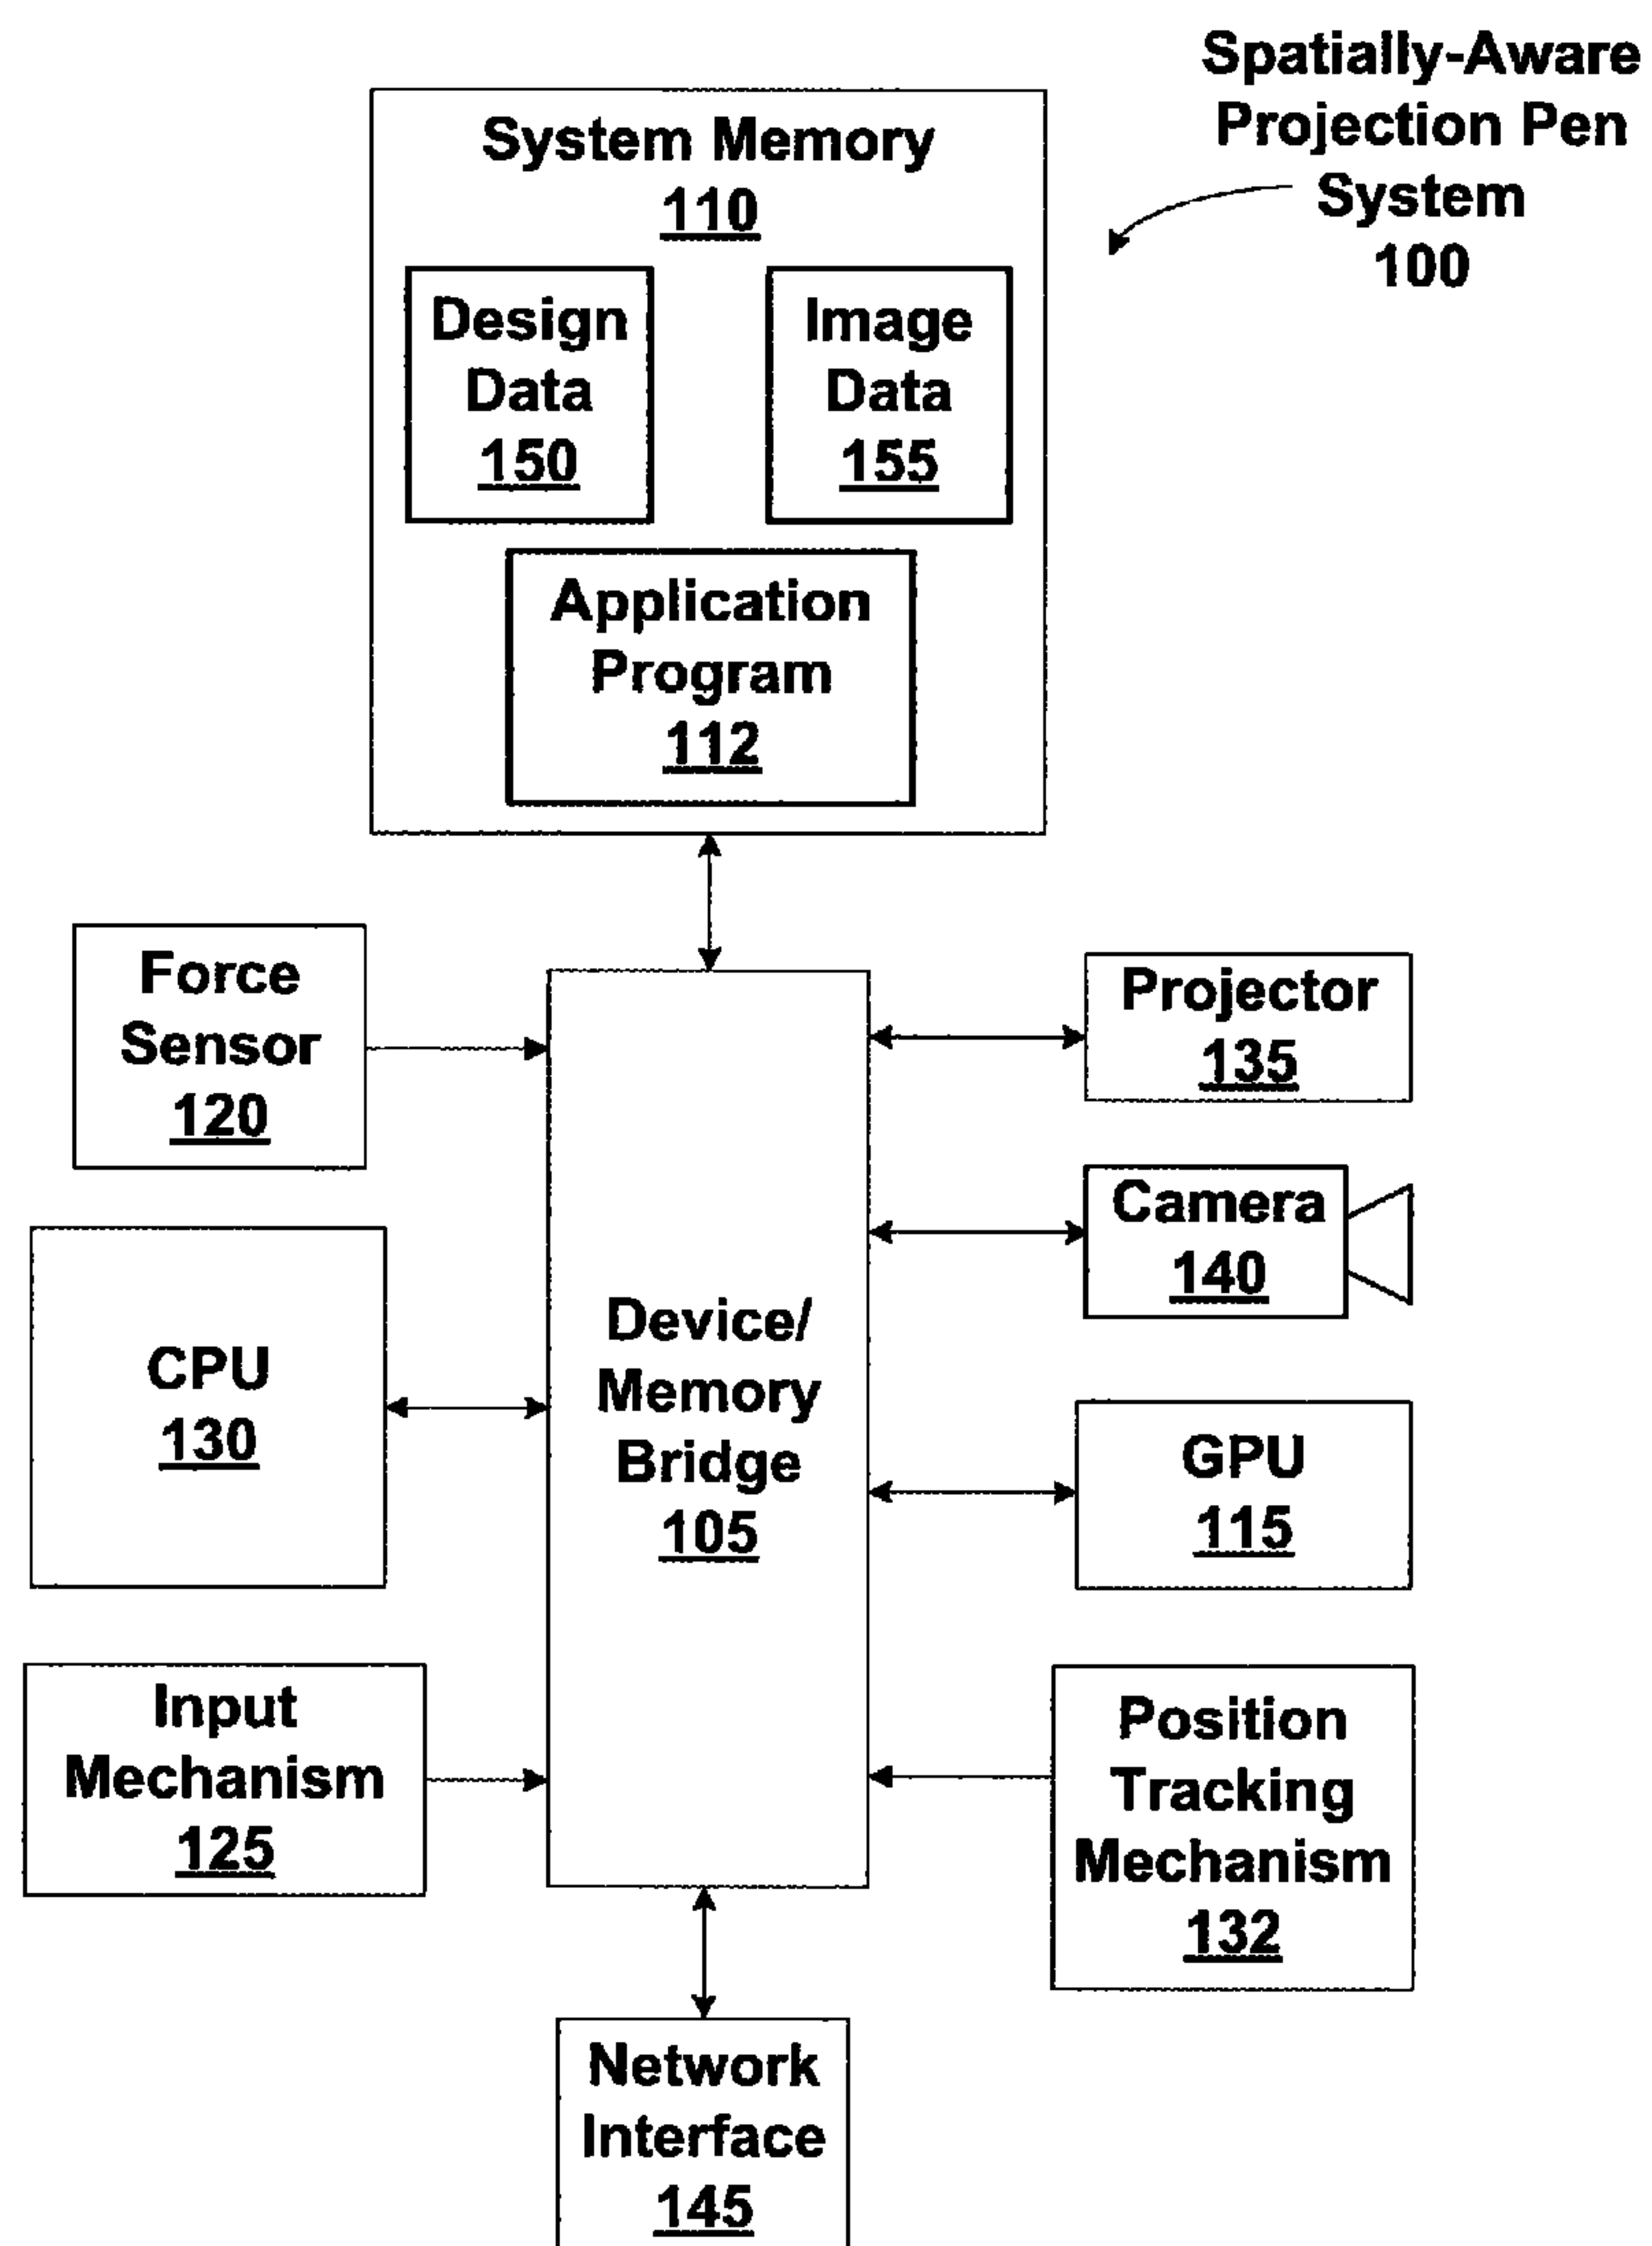 Spatially-Aware
Projection Pen
System
100
System Memory
110
Design
Data
150
Image
Data
155
Application
Program
112
Force
Sensor
120
Projector
135
Camera
140
CPU
130
Device/
Memory
Bridge
105
GPU
115
Input
Mechanism
125
Position
Tracking
Mechanism
132
Network
Interface
145